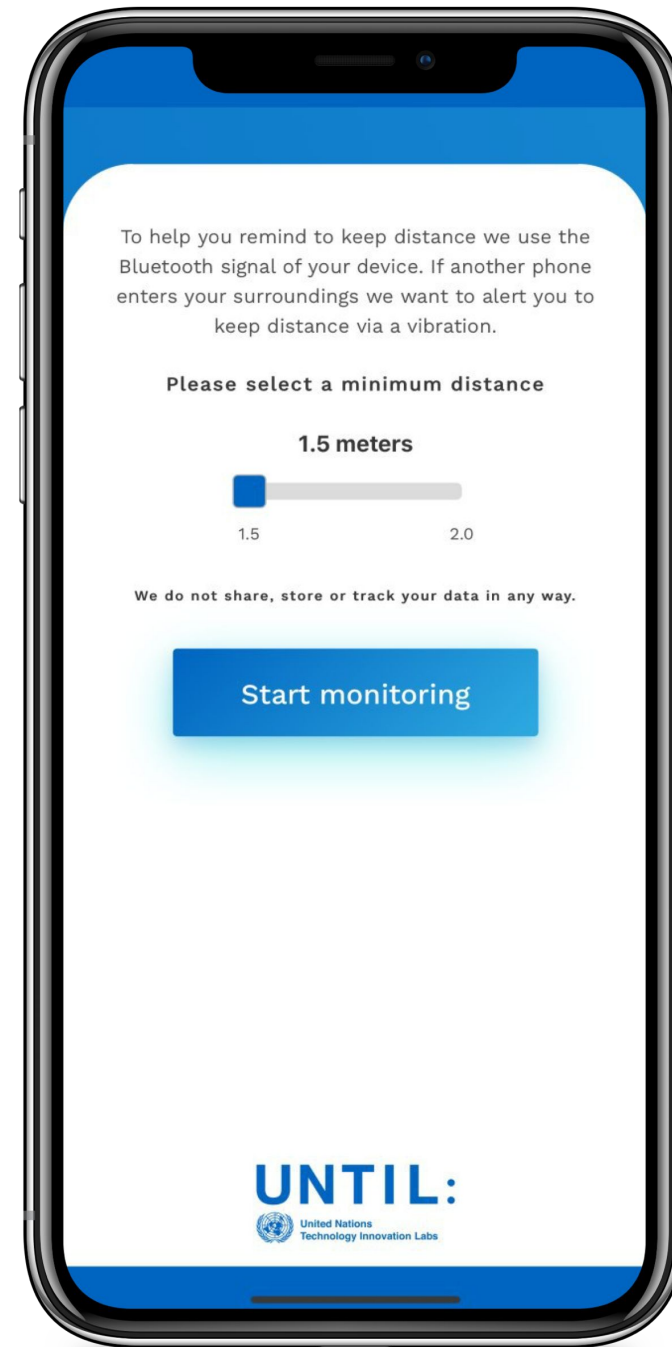 To help you remind to keep distance we use the
Bluetooth signal of your device. If another phone
enters your surroundings we want to alert you to
keep distance via a vibration.
Please select a minimum distance
1.5 meters
1.5 2.0
We do not share, store or track your data in any way.
Start monitoring
UNTIL:
United Nations
Technology Innovation Labs